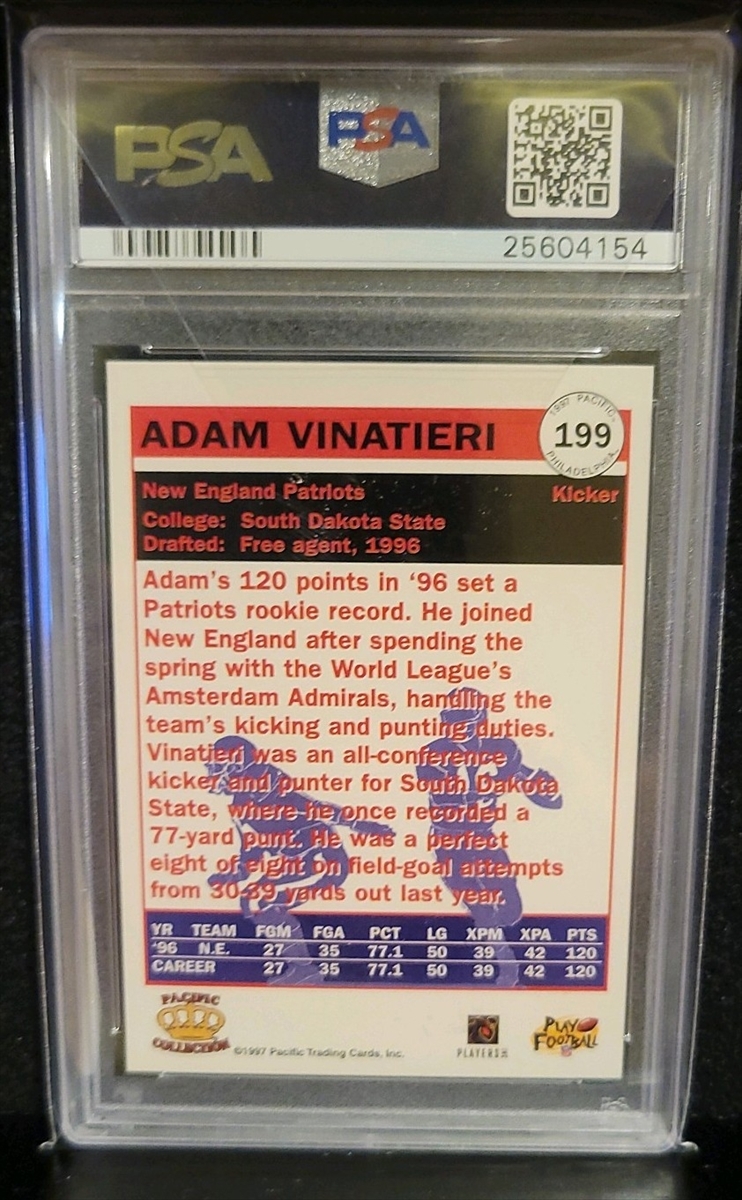 PSA
PSA
25604154
1997 PACIFIC
ADAM VINATIERI
199
PHILADELPHIA
New England Patriots Kicker
College: South Dakota State
Drafted: Free agent, 1996
Adam's 120 points in '96 set a
Patriots rookie record. He joined
New England after spending the
spring with the World League's
Amsterdam Admirals, handling the
team's kicking and punting duties.
Vinatieri was an all-conference
kicker and punter for South Dakota
State, where he once recorded a
77-yard punt. He was a perfect
eight of eight on field-goal attempts
from 30-39 yards out last year.
YR TEAM FGM FGA PCT LG XPM XPA PTS
'96 N.E. 27 35 77.1 50 39 42 120
CAREER 27 35 77.1 50 39 42 120
PACIFIC
COLLECTION
©1997 Pacific Trading Cards, Inc.
PLAYERS
PLAY
FOOTBALL